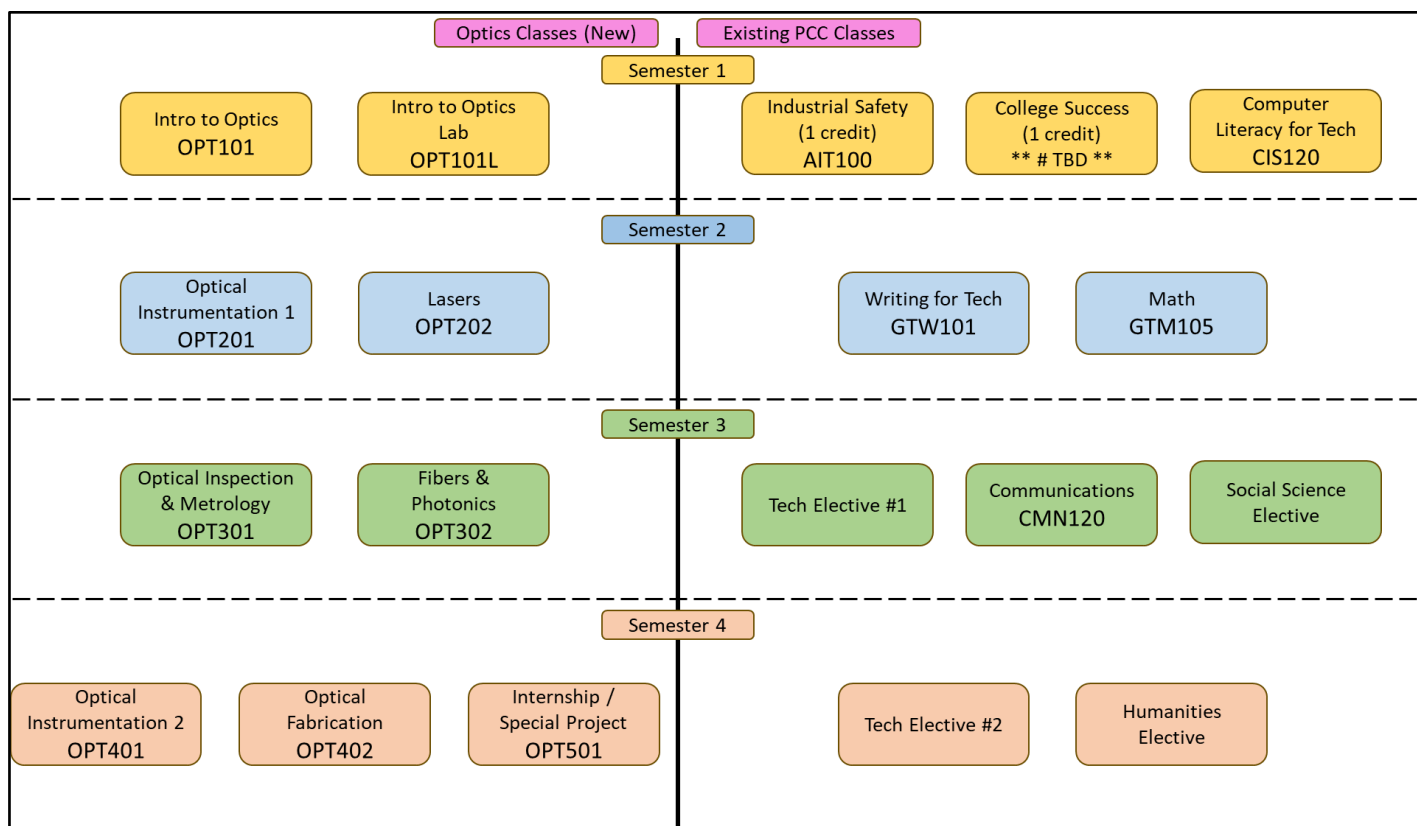 Optics Classes (New)
Existing PCC Classes
Semester 1
Intro to Optics
OPT101
Intro to Optics
Lab
OPT101L
Industrial Safety
(1 credit)
AIT100
College Success
(1 credit)
** # TBD **
Computer
Literacy for Tech
CIS120
Semester 2
Optical
Instrumentation 1
OPT201
Lasers
OPT202
Writing for Tech
GTW101
Math
GTM105
Semester 3
Optical Inspection
& Metrology
OPT301
Fibers &
Photonics
OPT302
Tech Elective #1
Communications
CMN120
Social Science
Elective
Semester 4
Optical
Instrumentation 2
OPT401
Optical
Fabrication
OPT402
Internship /
Special Project
OPT501
Tech Elective #2
Humanities
Elective